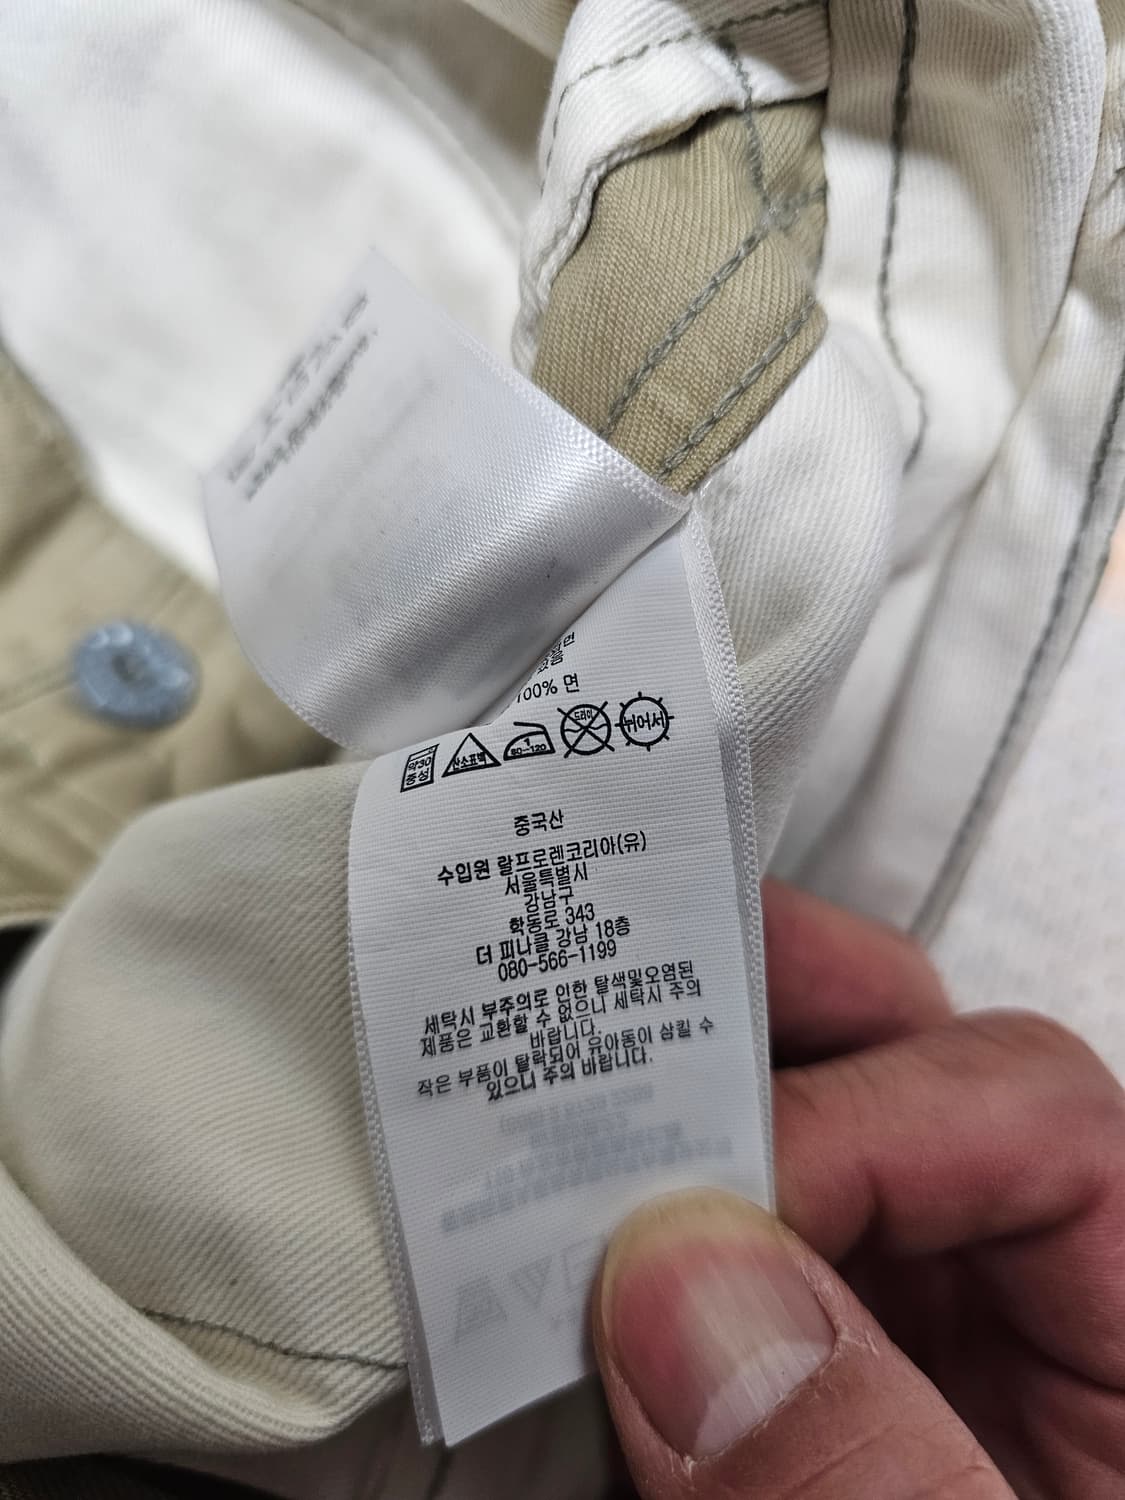 100% 면
약30
중성
산소표백
80-120
드라이
뉘어서
중국산
수입원 랄프로렌코리아(유)
서울특별시
강남구
학동로 343
더 피나클 강남 18층
080-566-1199
세탁시 부주의로 인한 탈색및오염된
제품은 교환할 수 없으니 세탁시 주의
바랍니다.
작은 부품이 탈락되어 유아동이 삼킬 수
있으니 주의 바랍니다.